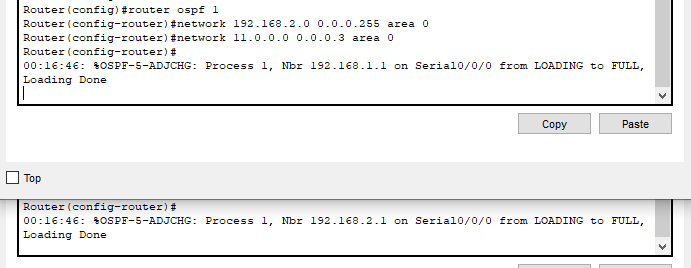 Router(config)#router ospf 1
Router(config-router)#network 192.168.2.0 0.0.0.255 area 0
Router(config-router)#network 11.0.0.0 0.0.0.3 area 0
Router(config-router)#
00:16:46: %OSPF-5-ADJCHG: Process 1, Nbr 192.168.1.1 on Serial0/0/0 from LOADING to FULL,
Loading Done
Copy
Paste
Top
Router(config-router)#
00:16:46: %OSPF-5-ADJCHG: Process 1, Nbr 192.168.2.1 on Serial0/0/0 from LOADING to FULL,
Loading Done